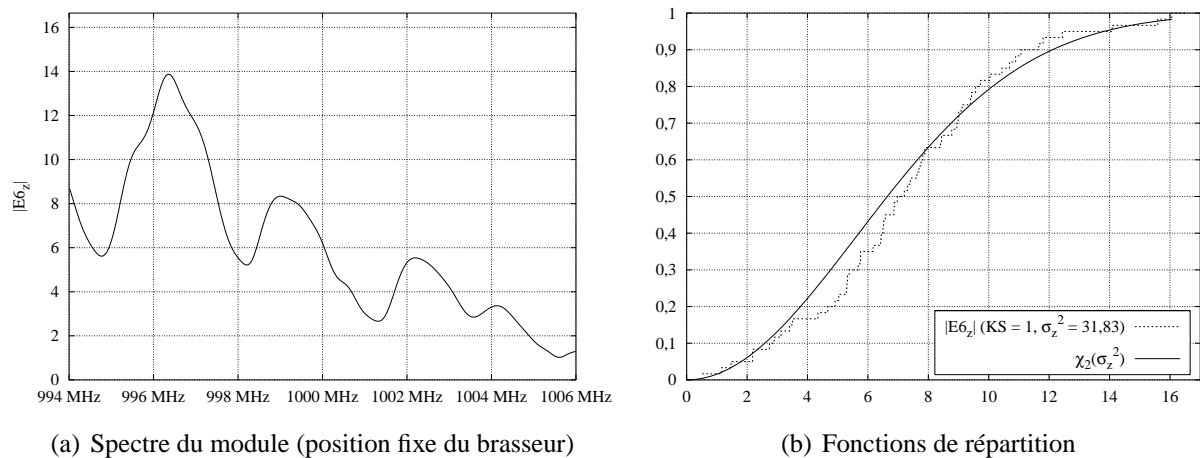 16
14
12
10
8
6
4
2
0
|E6z|
994 MHz 996 MHz 998 MHz 1000 MHz 1002 MHz 1004 MHz 1006 MHz
(a) Spectre du module (position fixe du brasseur)
1
0,9
0,8
0,7
0,6
0,5
0,4
0,3
0,2
0,1
0
0 2 4 6 8 10 12 14 16
|E6z| (KS = 1, σz² = 31,83)
χ2(σz²)
(b) Fonctions de répartition